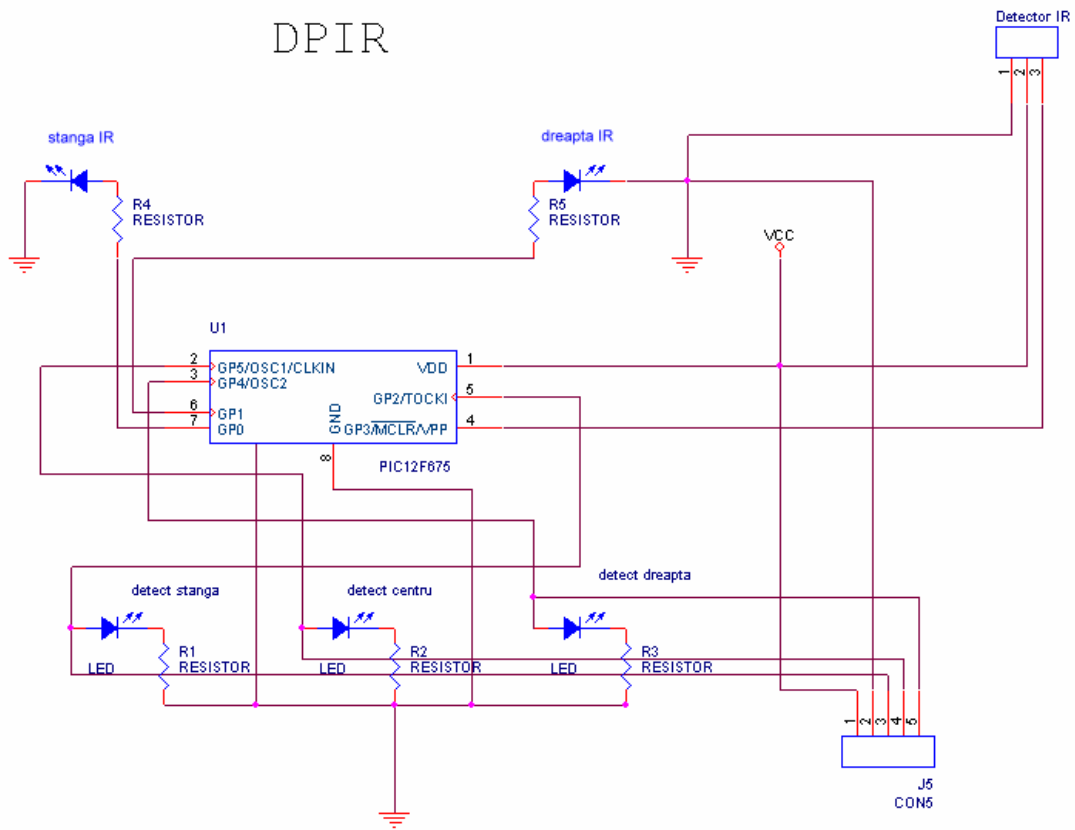 DPIR
Detector IR
1
2
3
stanga IR
dreapta IR
R4
RESISTOR
R5
RESISTOR
VCC
U1
2
GP5/OSC1/CLKIN
3
GP4/OSC2
6
GP1
7
GP0
VDD
1
GP2/TOCKI
5
GP3/MCLR/VPP
4
GND
8
PIC12F675
detect stanga
detect centru
detect dreapta
R1
RESISTOR
LED
R2
RESISTOR
LED
R3
RESISTOR
LED
1
2
3
4
5
J5
CON5